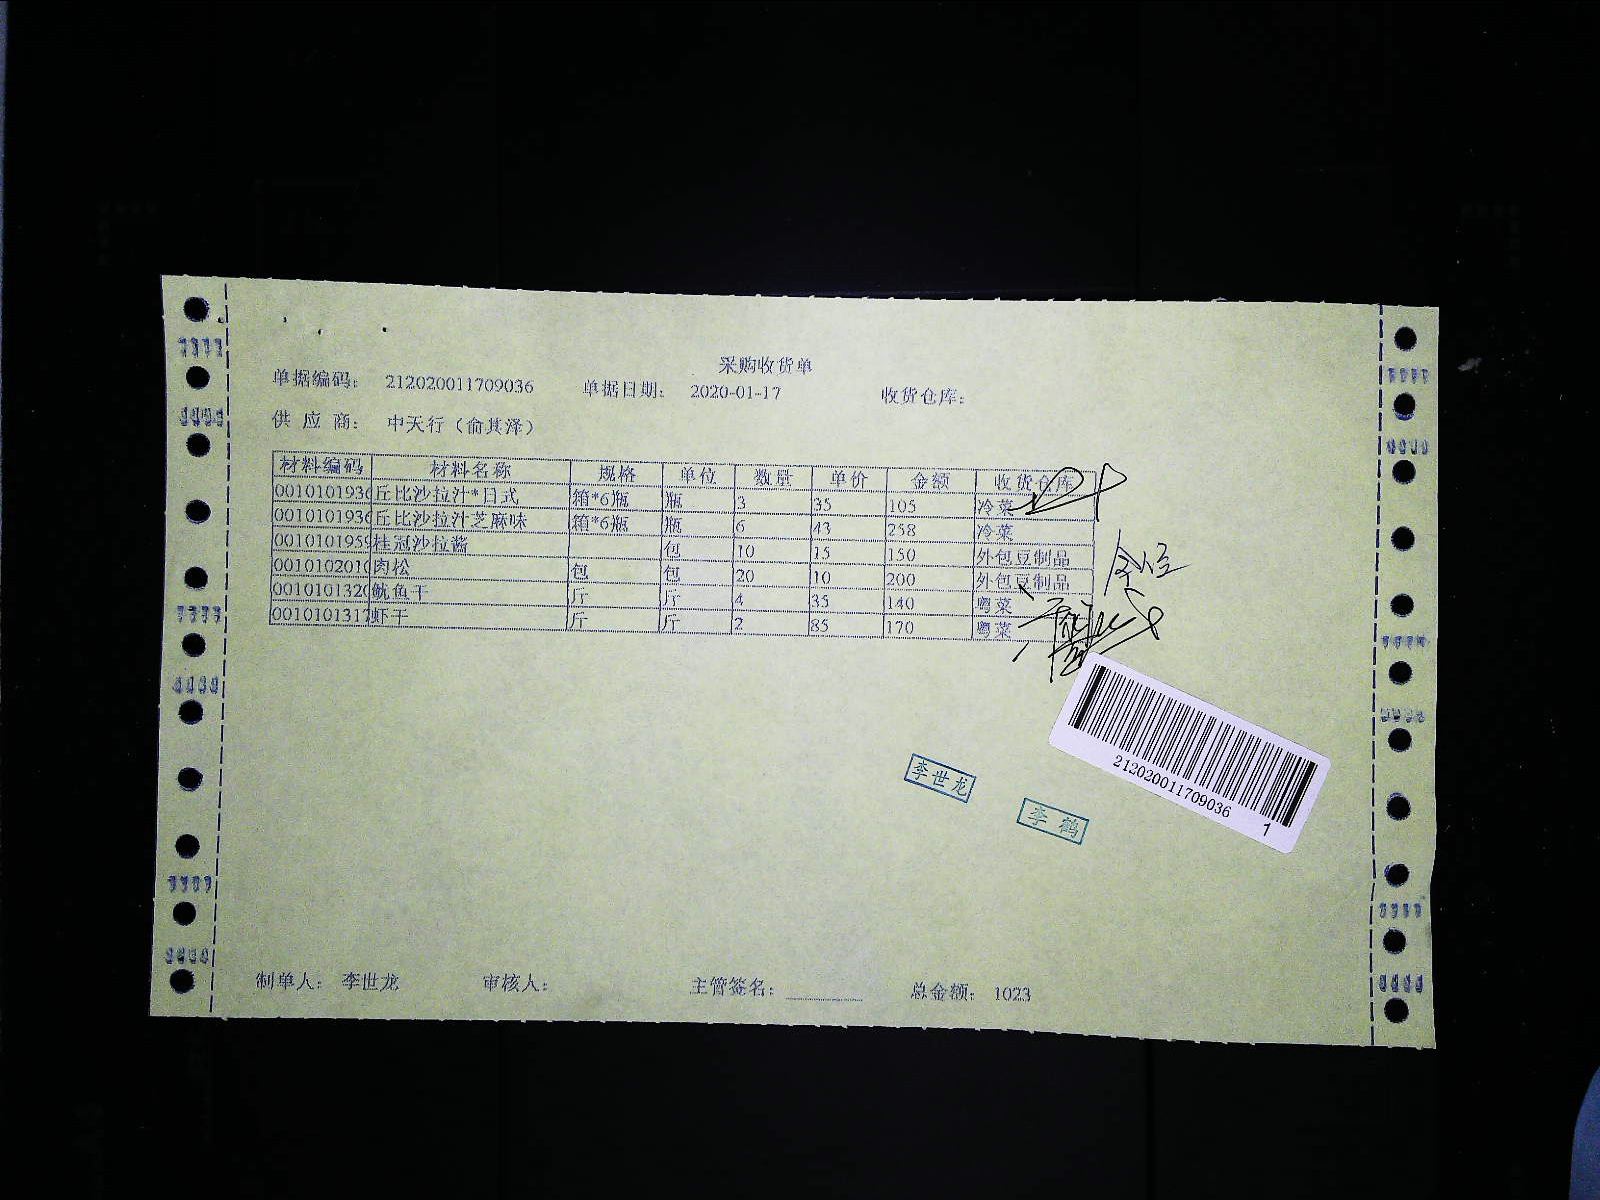 采购收货单
单据编码： 212020011709036 单据日期： 2020-01-17 收货仓库：
供 应 商： 中天行（俞其泽）
材料编码 材料名称 规格 单位 数量 单价 金额 收货仓库
0010101936 丘比沙拉汁*日式 箱*6瓶 瓶 3 35 105 冷菜
0010101936 丘比沙拉汁芝麻味 箱*6瓶 瓶 6 43 258 冷菜
0010101959 桂冠沙拉酱 包 10 15 150 外包豆制品
0010102010 肉松 包 包 20 10 200 外包豆制品
0010101320 鱿鱼干 斤 斤 4 35 140 粤菜
0010101317 虾干 斤 斤 2 85 170 粤菜
212020011709036 1
李世龙
李鹤
制单人： 李世龙 审核人： 主管签名： 总金额： 1023